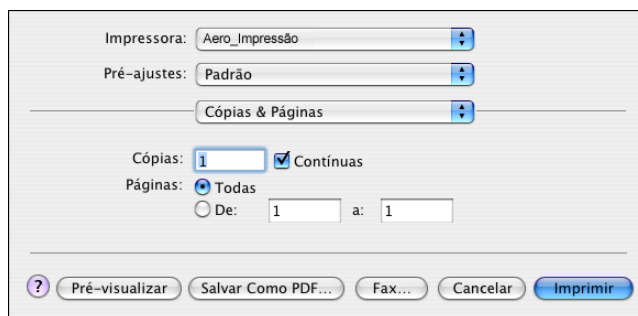 Impressora: Aero_Impressão
Pré-ajustes: Padrão
Cópias & Páginas
Cópias: 1 Contínuas
Páginas: Todas
De: 1 a: 1
? Pré-visualizar Salvar Como PDF... Fax... Cancelar Imprimir